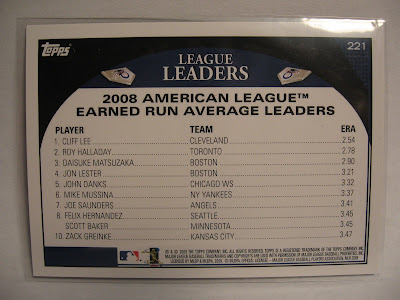 Topps
221
LEAGUE
LEADERS
2008 AMERICAN LEAGUE™
EARNED RUN AVERAGE LEADERS
PLAYER TEAM ERA
1. CLIFF LEE CLEVELAND 2.54
2. ROY HALLADAY TORONTO 2.78
3. DAISUKE MATSUZAKA BOSTON 2.90
4. JON LESTER BOSTON 3.21
5. JOHN DANKS CHICAGO WS 3.32
6. MIKE MUSSINA NY YANKEES 3.37
7. JOE SAUNDERS ANGELS 3.41
8. FELIX HERNANDEZ SEATTLE 3.45
SCOTT BAKER MINNESOTA 3.45
10. ZACK GREINKE KANSAS CITY 3.47